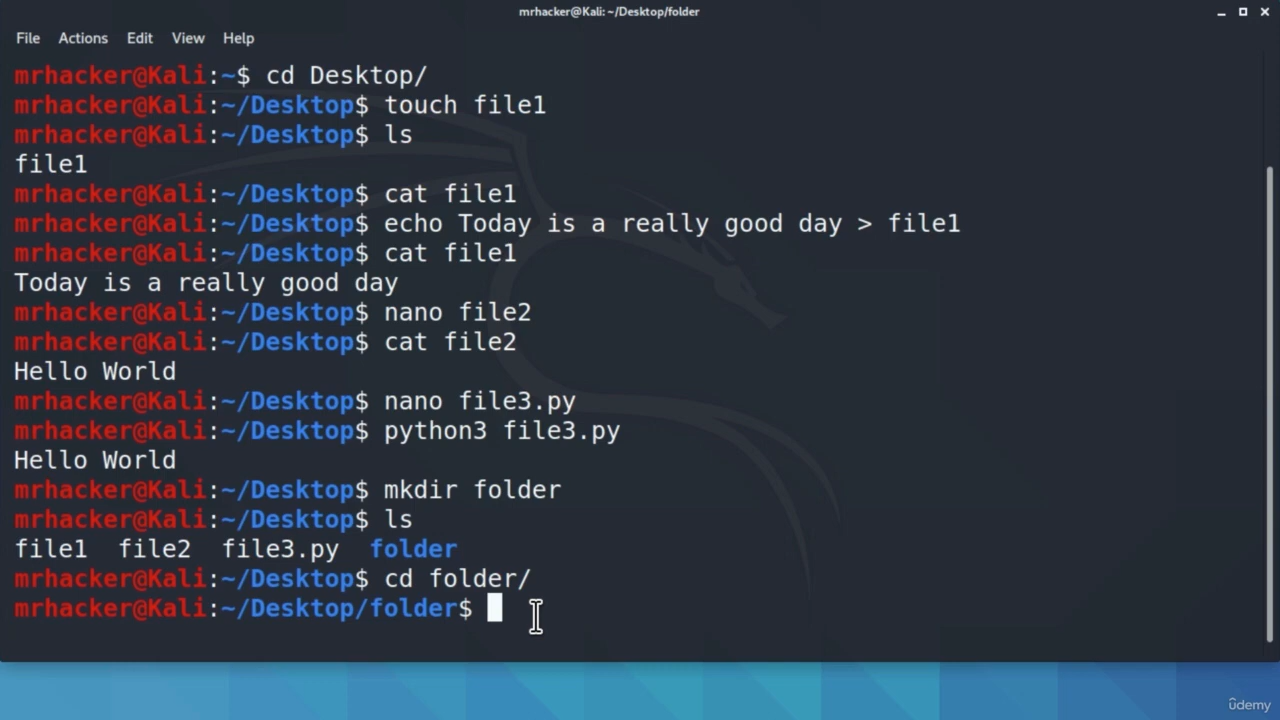 mrhacker@Kali: ~/Desktop/folder
File Actions Edit View Help
mrhacker@Kali:~$ cd Desktop/
mrhacker@Kali:~/Desktop$ touch file1
mrhacker@Kali:~/Desktop$ ls
file1
mrhacker@Kali:~/Desktop$ cat file1
mrhacker@Kali:~/Desktop$ echo Today is a really good day > file1
mrhacker@Kali:~/Desktop$ cat file1
Today is a really good day
mrhacker@Kali:~/Desktop$ nano file2
mrhacker@Kali:~/Desktop$ cat file2
Hello World
mrhacker@Kali:~/Desktop$ nano file3.py
mrhacker@Kali:~/Desktop$ python3 file3.py
Hello World
mrhacker@Kali:~/Desktop$ mkdir folder
mrhacker@Kali:~/Desktop$ ls
file1 file2 file3.py folder
mrhacker@Kali:~/Desktop$ cd folder/
mrhacker@Kali:~/Desktop/folder$
ûdemy